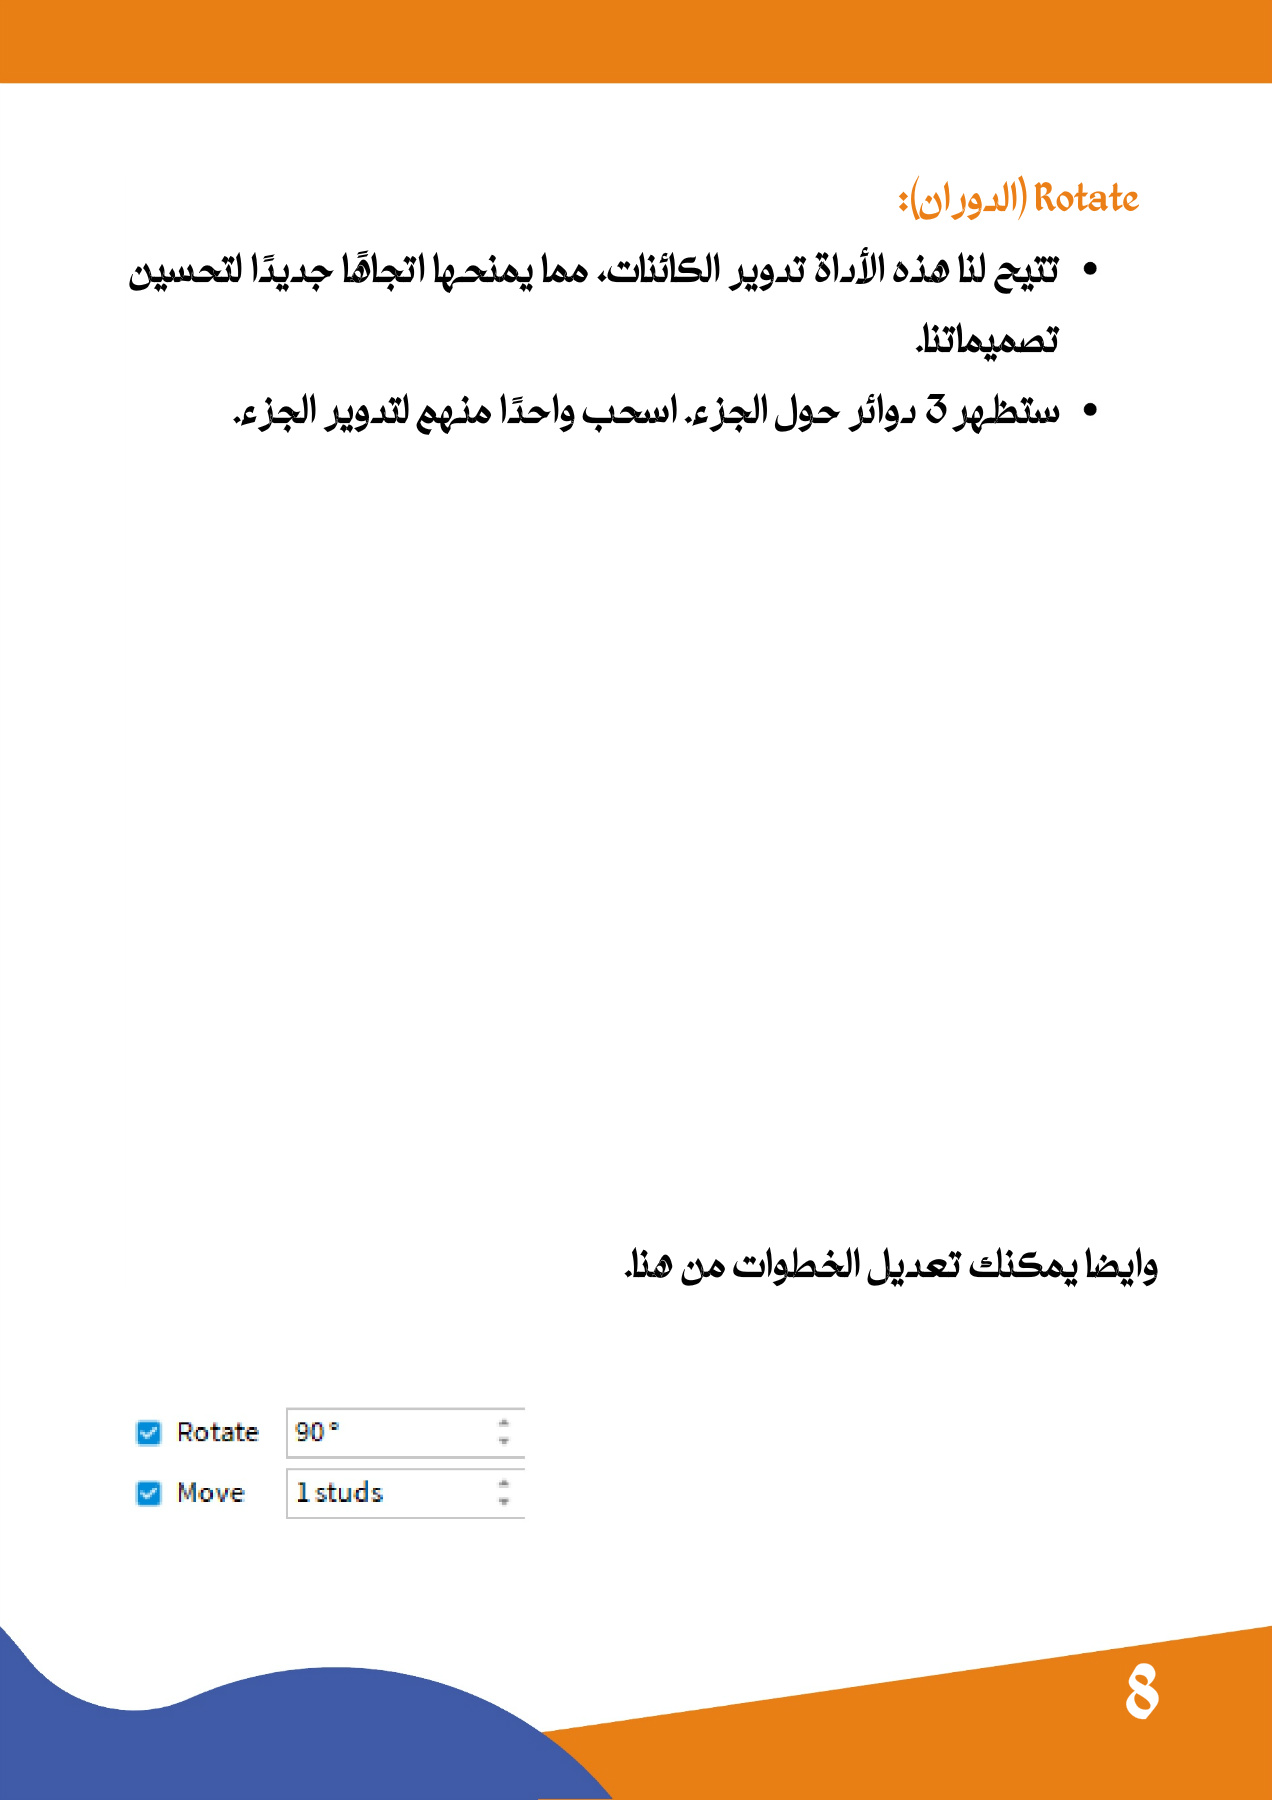 Rotate (الدوران):
• تتيح لنا هذه الأداة تدوير الكائنات، مما يمنحها اتجاهًا جديدًا لتحسين
تصميماتنا.
• ستظهر 3 دوائر حول الجزء. اسحب واحدًا منهم لتدوير الجزء.
وايضا يمكنك تعديل الخطوات من هنا.
Rotate 90°
Move 1 studs
8